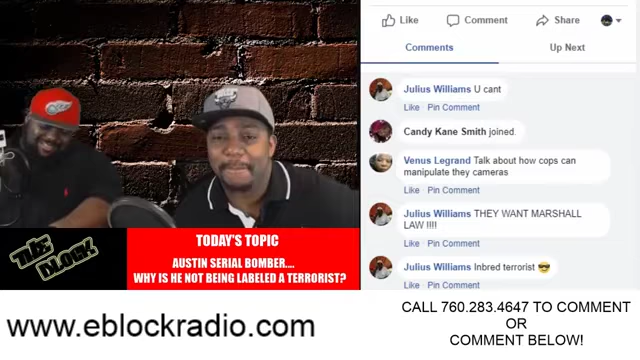 Like Comment Share
Comments Up Next
Julius Williams U cant
Like · Pin Comment
Candy Kane Smith joined.
Venus Legrand Talk about how cops can
manipulate they cameras
Like · Pin Comment
Julius Williams THEY WANT MARSHALL
LAW !!!!
Like · Pin Comment
Julius Williams Inbred terrorist 😎
Like · Pin Comment
THE
BLOCK
TODAY'S TOPIC
AUSTIN SERIAL BOMBER....
WHY IS HE NOT BEING LABELED A TERRORIST?
www.eblockradio.com
CALL 760.283.4647 TO COMMENT
OR
COMMENT BELOW!